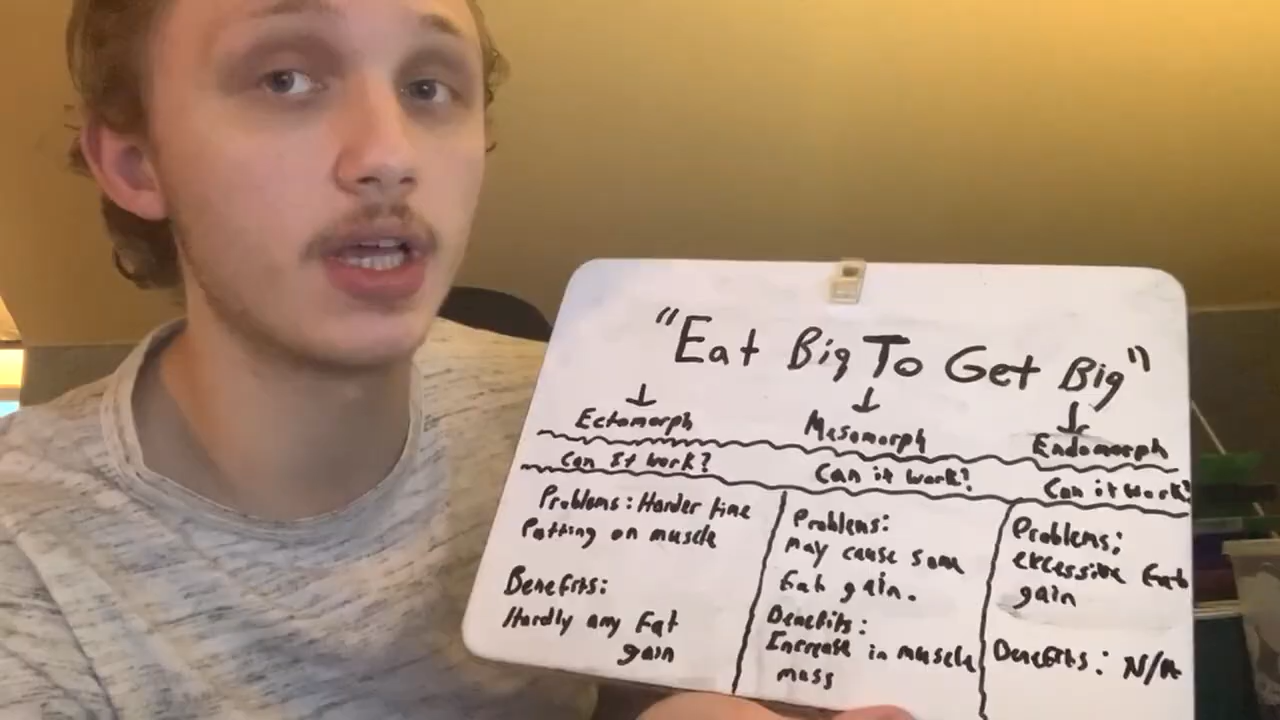 "Eat Big To Get Big"
Ectomorph
Mesomorph
Endomorph
Can It Work?
Can it work?
Can it work?
Problems: Harder time
Putting on muscle
Benefits:
Hardly any Fat
gain
Problems:
may cause some
Fat gain.
Benefits:
Increase in muscle
mass
Problems:
excessive Fat
gain
Benefits: N/A